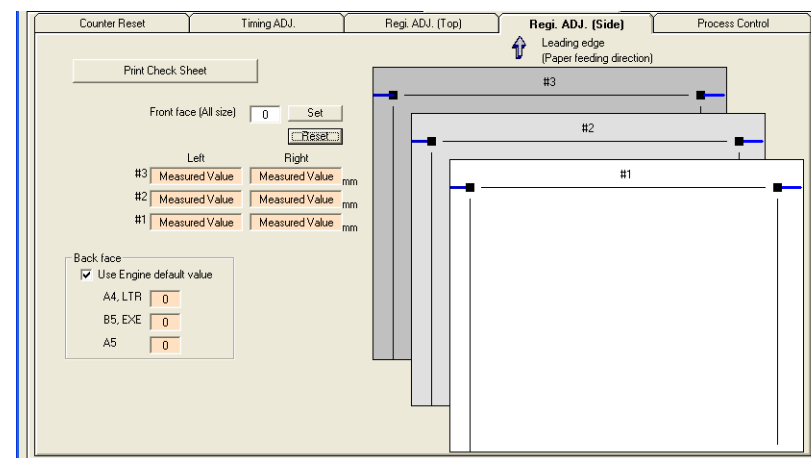 Counter Reset
Timing ADJ.
Regi. ADJ. (Top)
Regi. ADJ. (Side)
Process Control
Leading edge
(Paper feeding direction)
Print Check Sheet
Front face (All size) 0 Set
Reset
Left Right
#3 Measured Value Measured Value mm
#2 Measured Value Measured Value mm
#1 Measured Value Measured Value mm
Back face
Use Engine default value
A4, LTR 0
B5, EXE 0
A5 0
#3
#2
#1